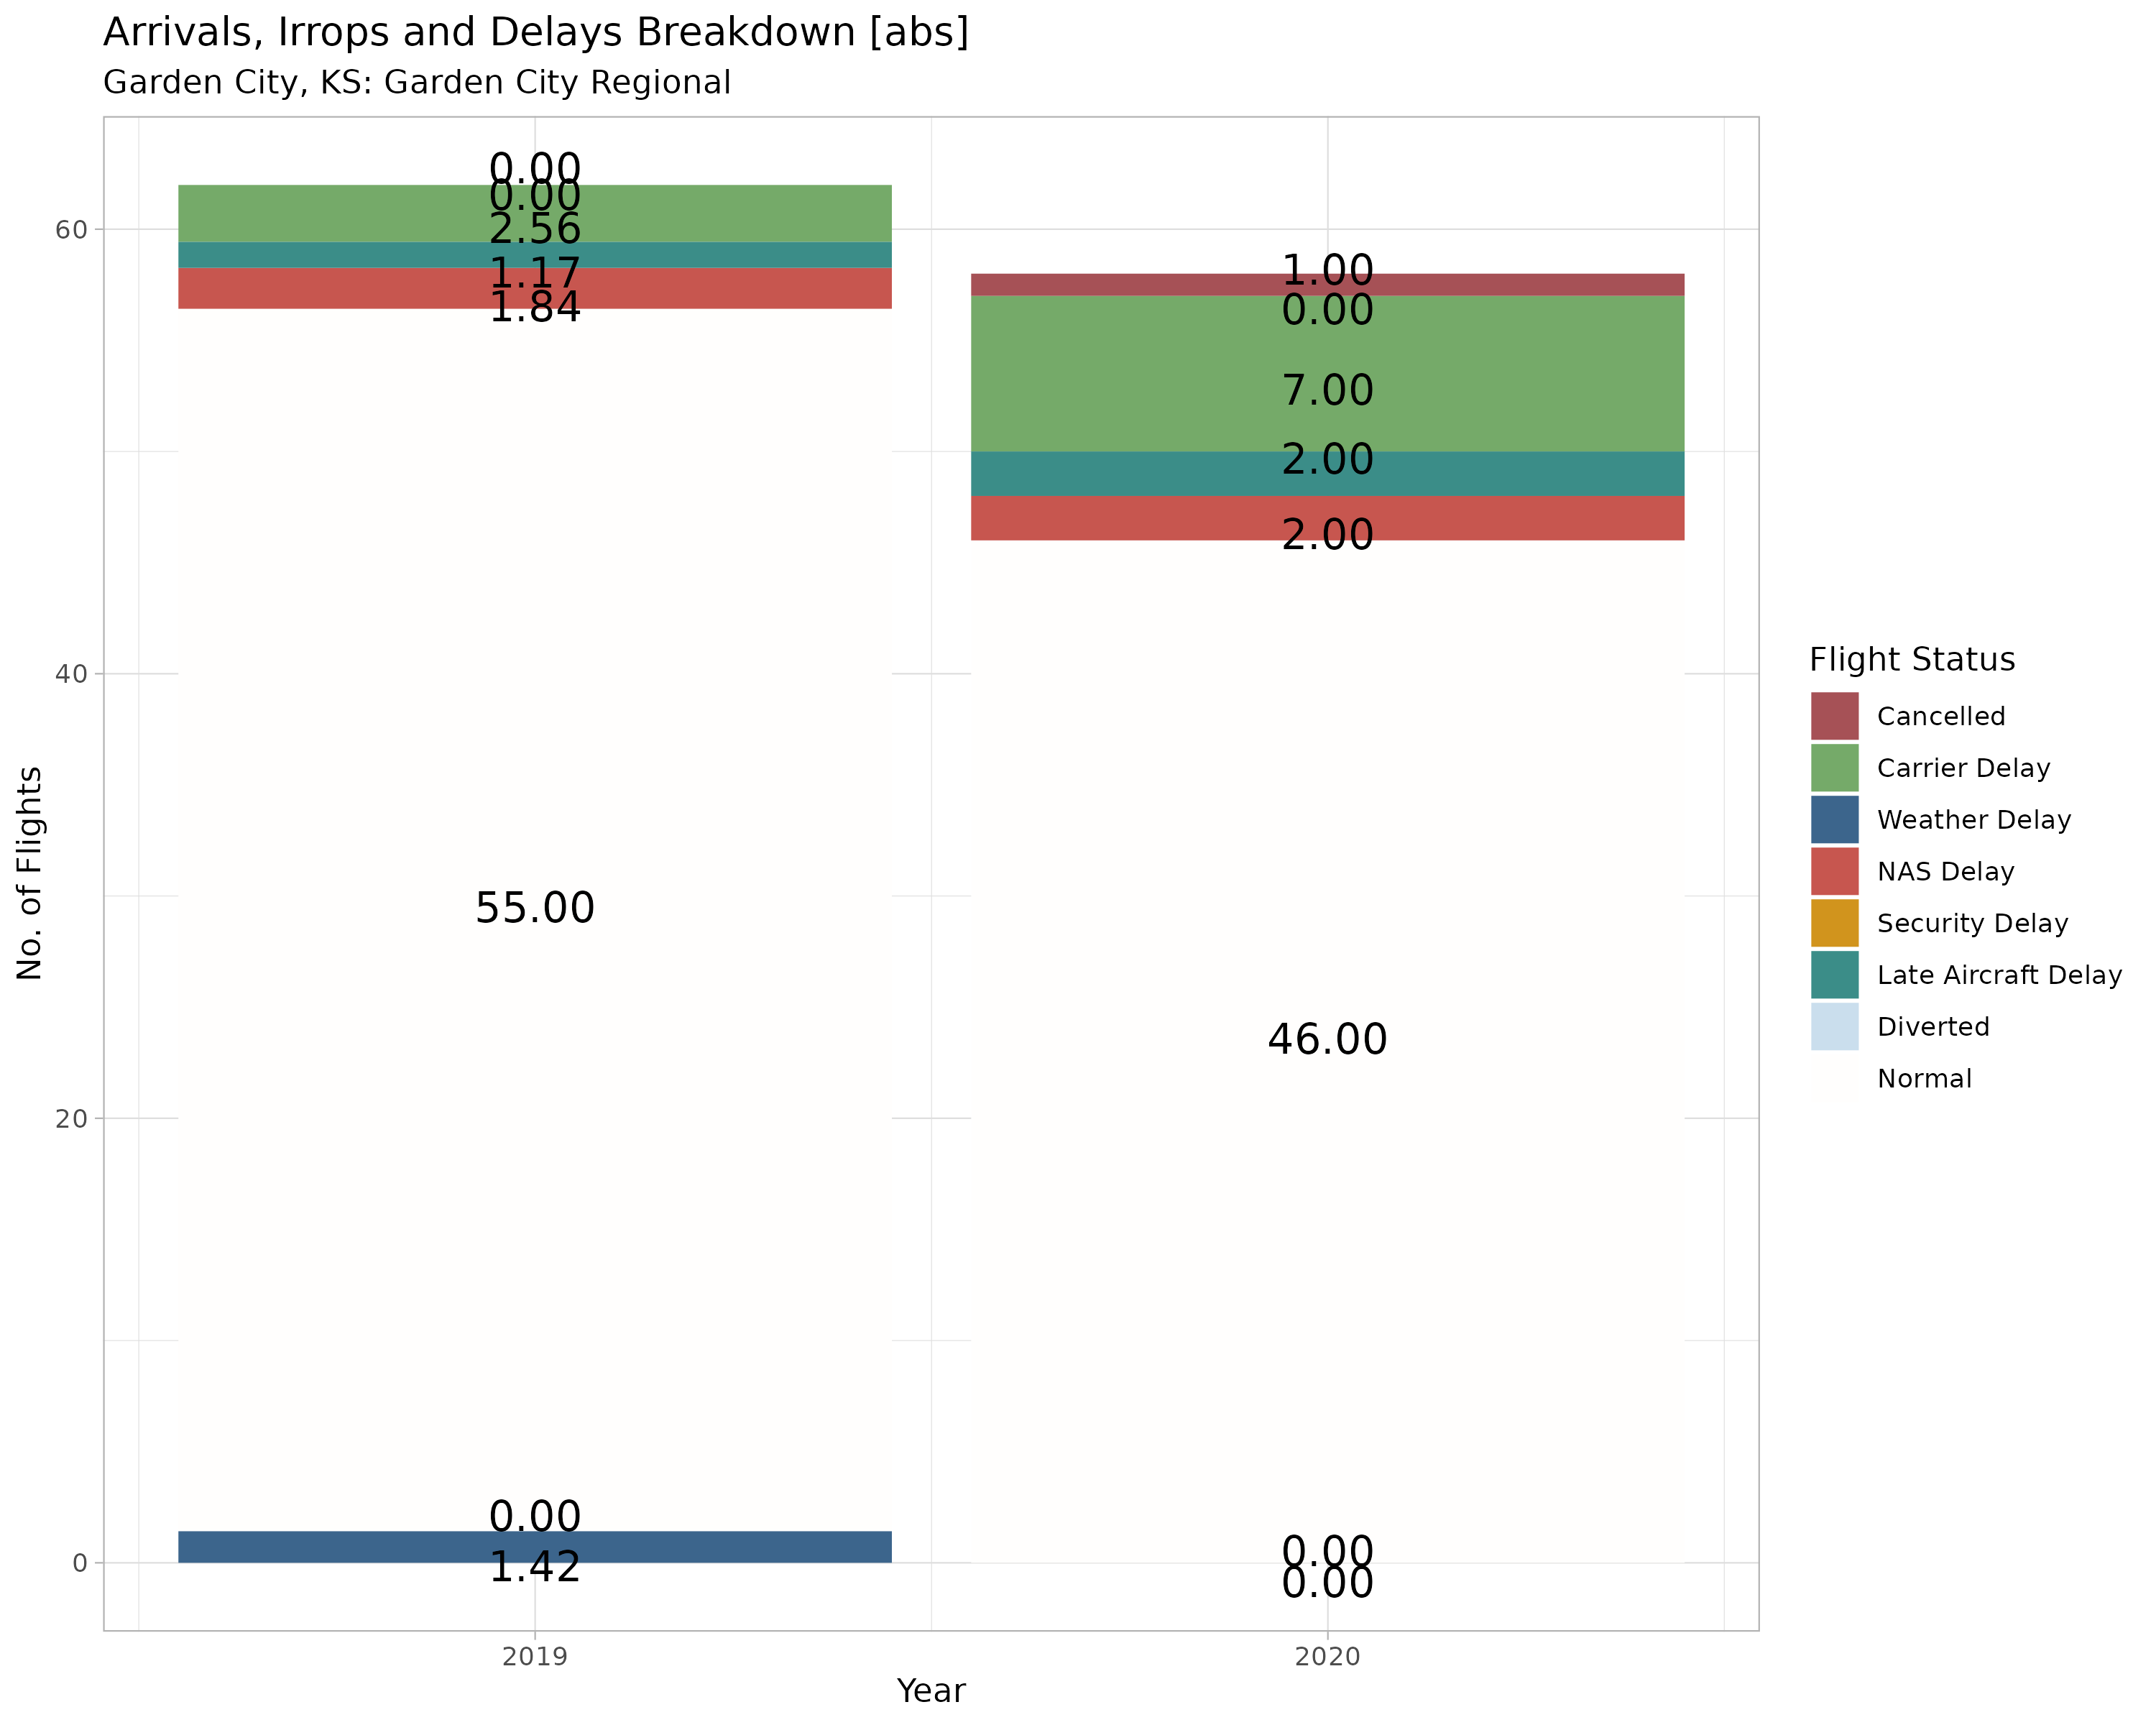 Arrivals, Irrops and Delays Breakdown [abs]
Garden City, KS: Garden City Regional
No. of Flights
60
40
20
0
0.00
0.00
2.56
1.17
1.84
55.00
0.00
1.42
1.00
0.00
7.00
2.00
2.00
46.00
0.00
0.00
2019
2020
Year
Flight Status
Cancelled
Carrier Delay
Weather Delay
NAS Delay
Security Delay
Late Aircraft Delay
Diverted
Normal